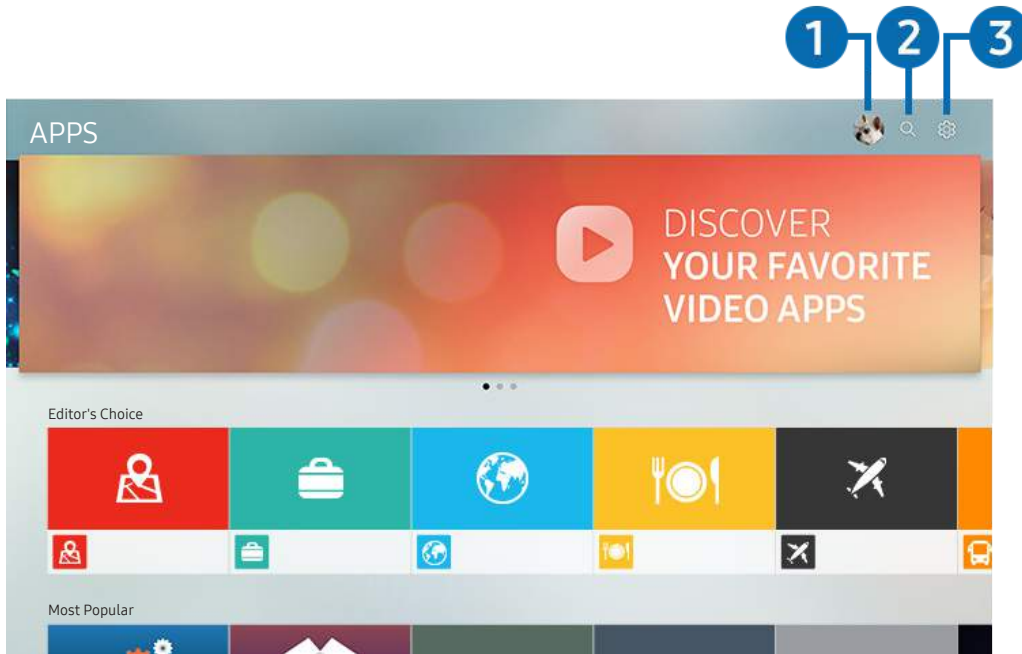 1 2 3
APPS
DISCOVER
YOUR FAVORITE
VIDEO APPS
Editor's Choice
Most Popular